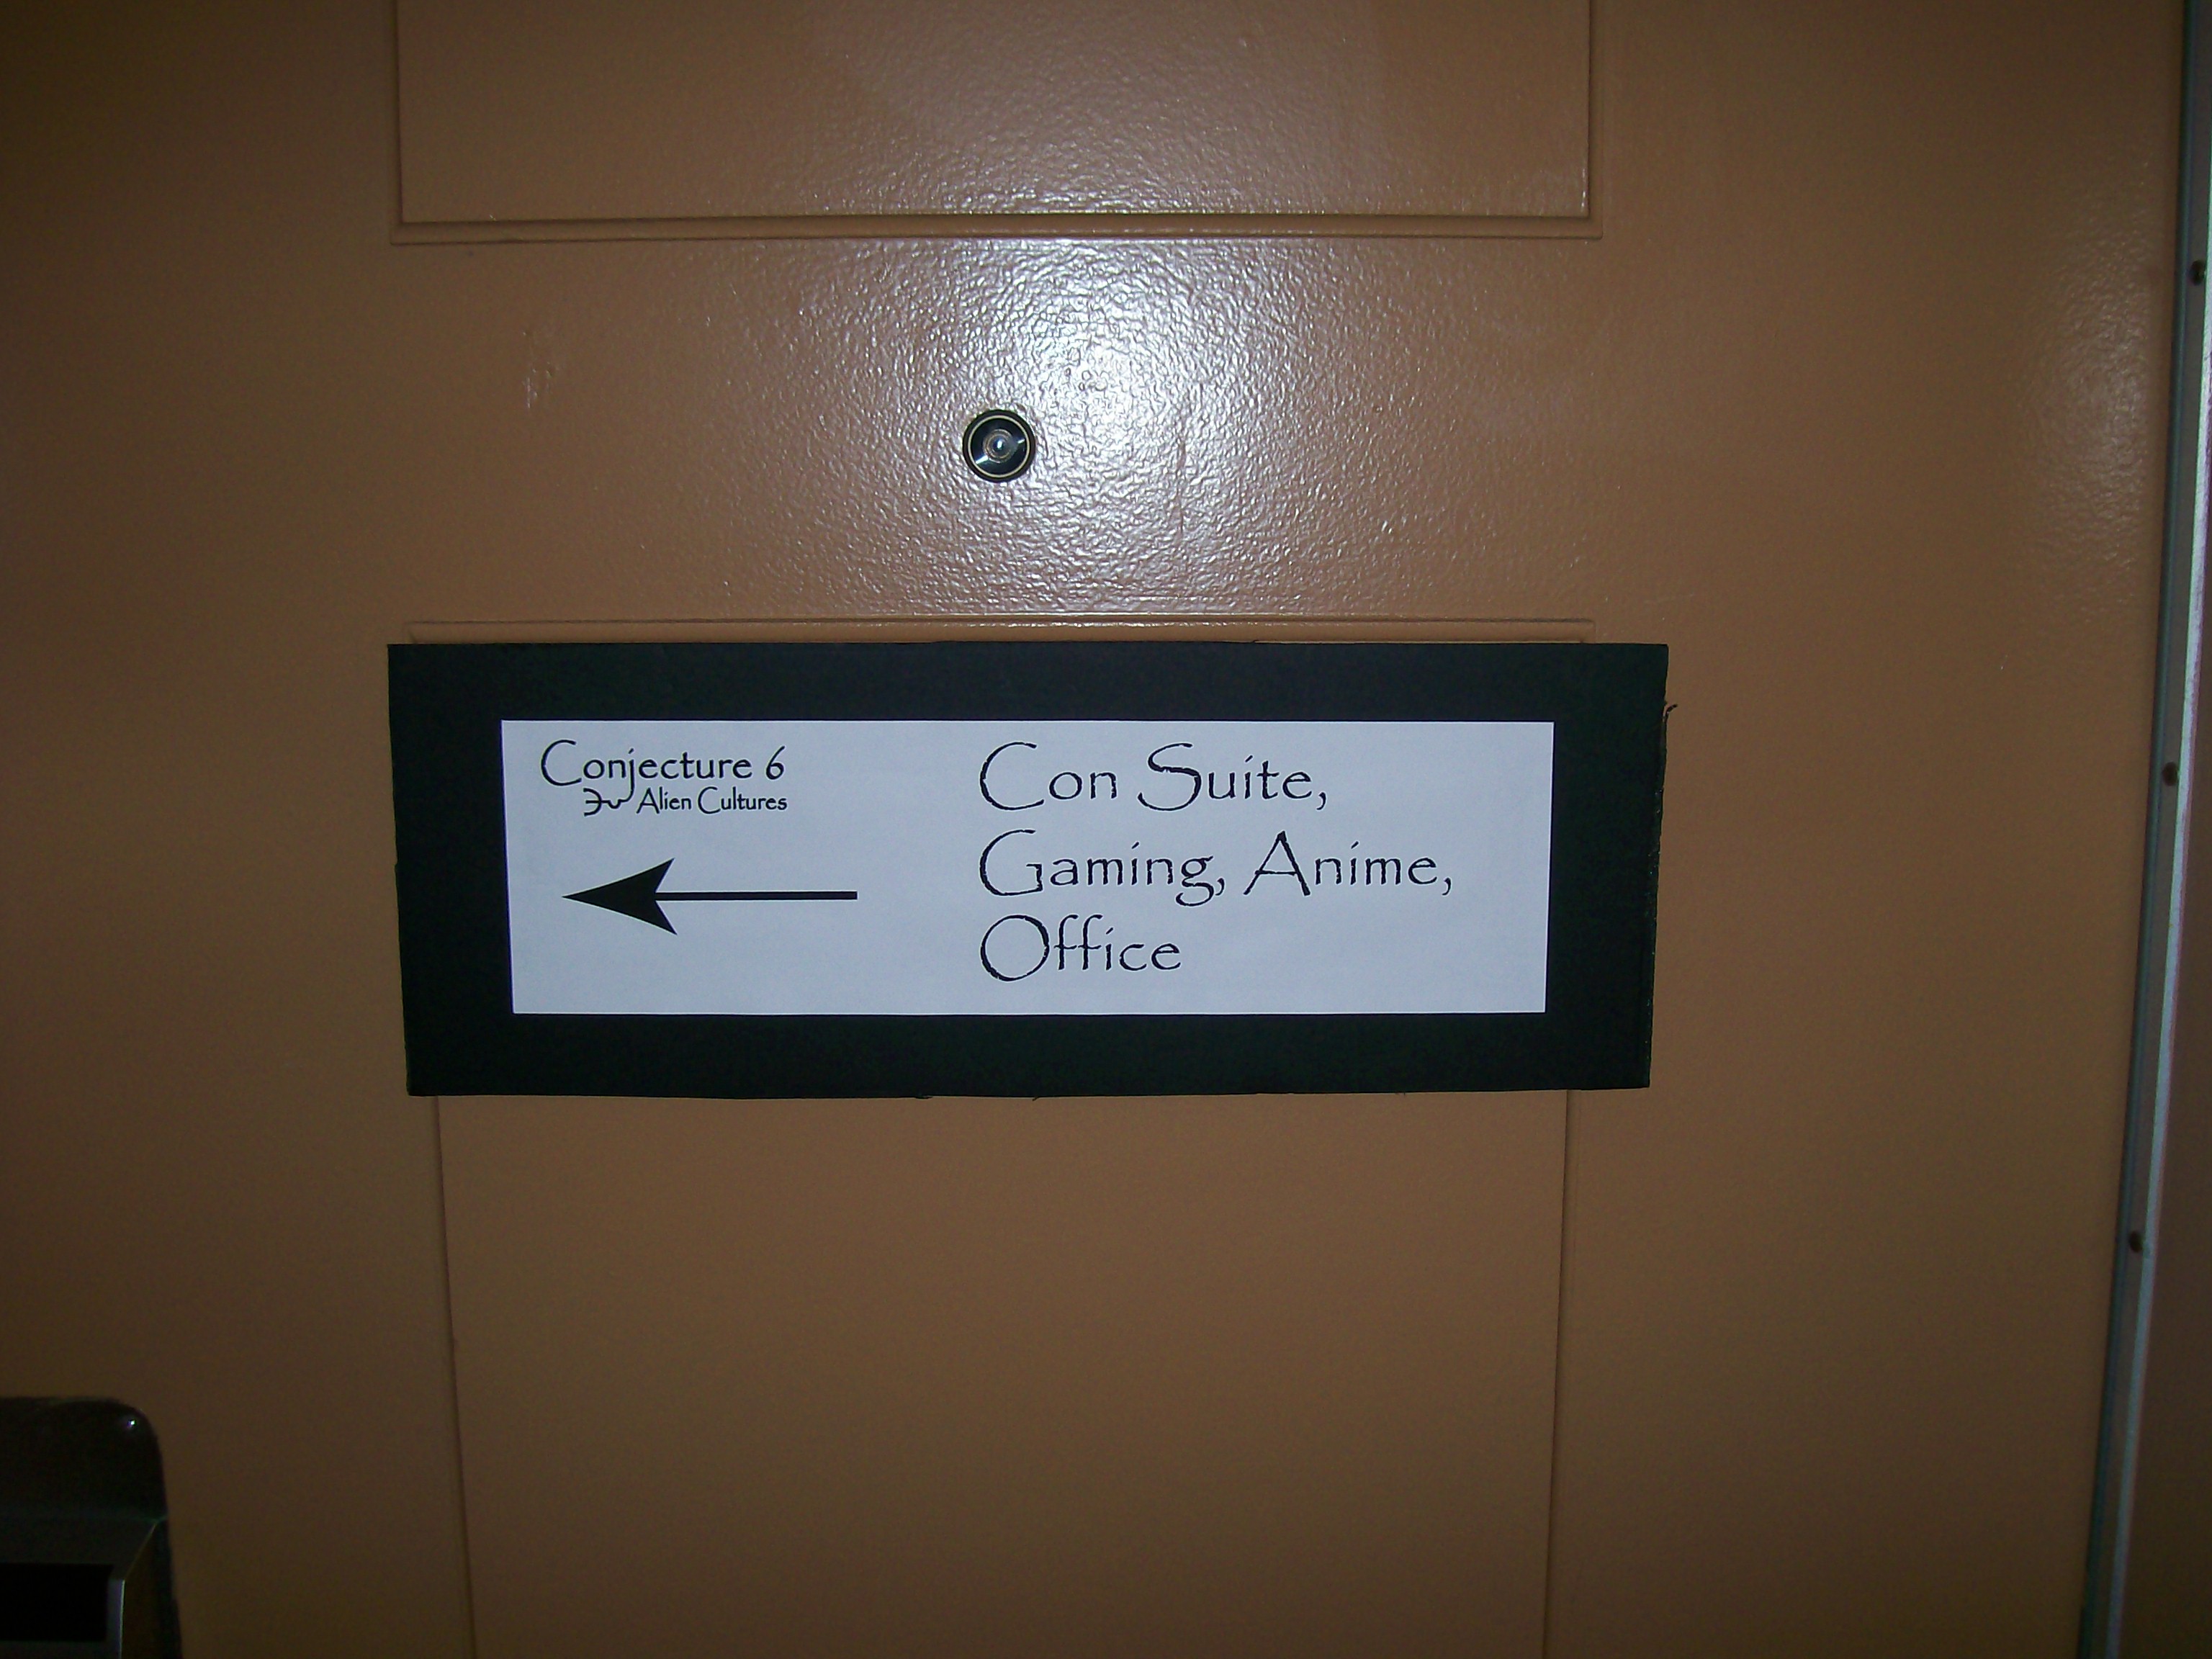 Conjecture 6
Alien Cultures
Con Suite,
Gaming, Anime,
Office